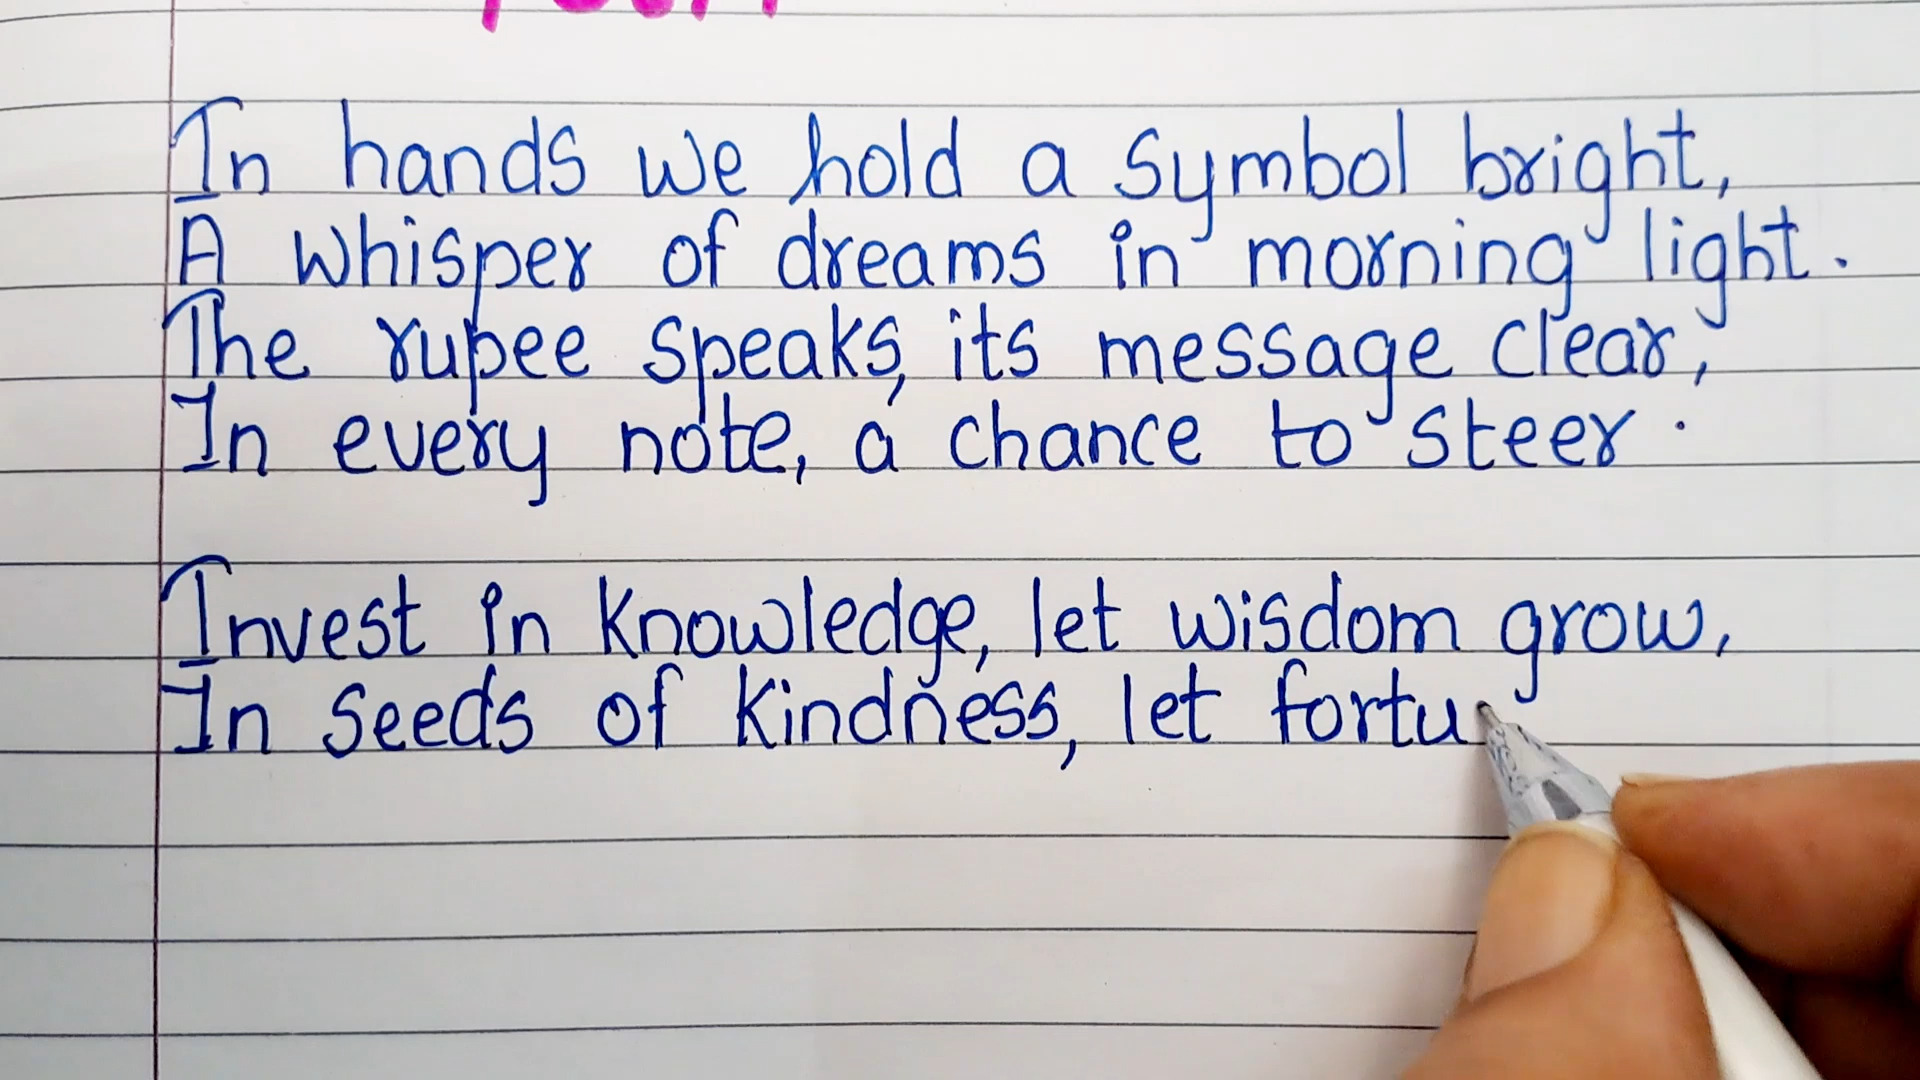 In hands we hold a symbol bright,
A whisper of dreams in morning light.
The rupee speaks, its message clear,
In every note, a chance to steer.
Invest in knowledge, let wisdom grow,
In seeds of kindness, let fortu